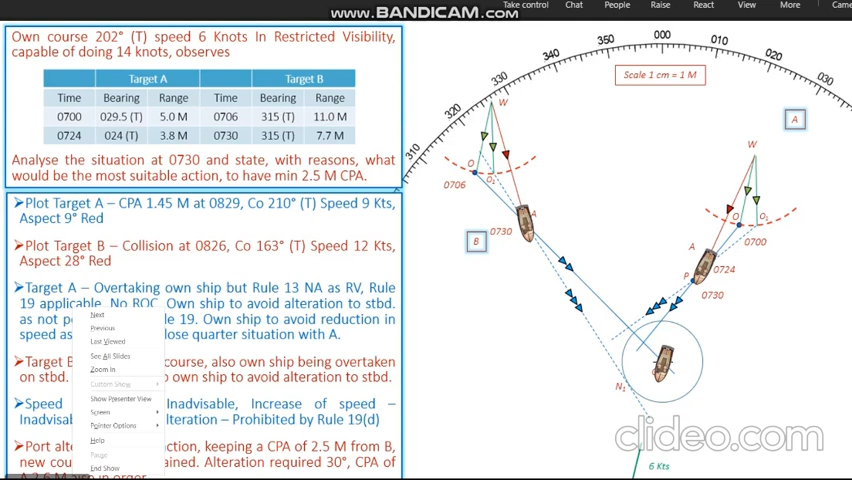 www.BANDICAM.com
Take control Chat People Raise React View More
Own course 202° (T) speed 6 Knots In Restricted Visibility,
capable of doing 14 knots, observes
Target A Target B
Time Bearing Range Time Bearing Range
0700 029.5 (T) 5.0 M 0706 315 (T) 11.0 M
0724 024 (T) 3.8 M 0730 315 (T) 7.7 M
Analyse the situation at 0730 and state, with reasons, what
would be the most suitable action, to have min 2.5 M CPA.
➢Plot Target A – CPA 1.45 M at 0829, Co 210° (T) Speed 9 Kts,
Aspect 9° Red
➢Plot Target B – Collision at 0826, Co 163° (T) Speed 12 Kts,
Aspect 28° Red
➢Target A – Overtaking own ship but Rule 13 NA as RV, Rule
19 applicable. No ROC. Own ship to avoid alteration to stbd.
as not 19. Own ship to avoid reduction in
speed as lose quarter situation with A.
➢Target B course, also own ship being overtaken
on stbd. own ship to avoid alteration to stbd.
➢Speed Inadvisable, Increase of speed –
Inadvisa lteration – Prohibited by Rule 19(d)
➢Port alte ction, keeping a CPA of 2.5 M from B,
new cou ained. Alteration required 30°, CPA of
Next
Previous
Last Viewed
See All Slides
Zoom in
Custom Show
Show Presenter View
Screen
Pointer Options
Help
Pause
End Show
310 320 330 340 350 000 010 020 030
Scale 1 cm = 1 M
A
W
W
O
0706
O₁
A
0730
B
O
O₁
0700
A
0724
P
0730
N₁
6 Kts
clideo.com